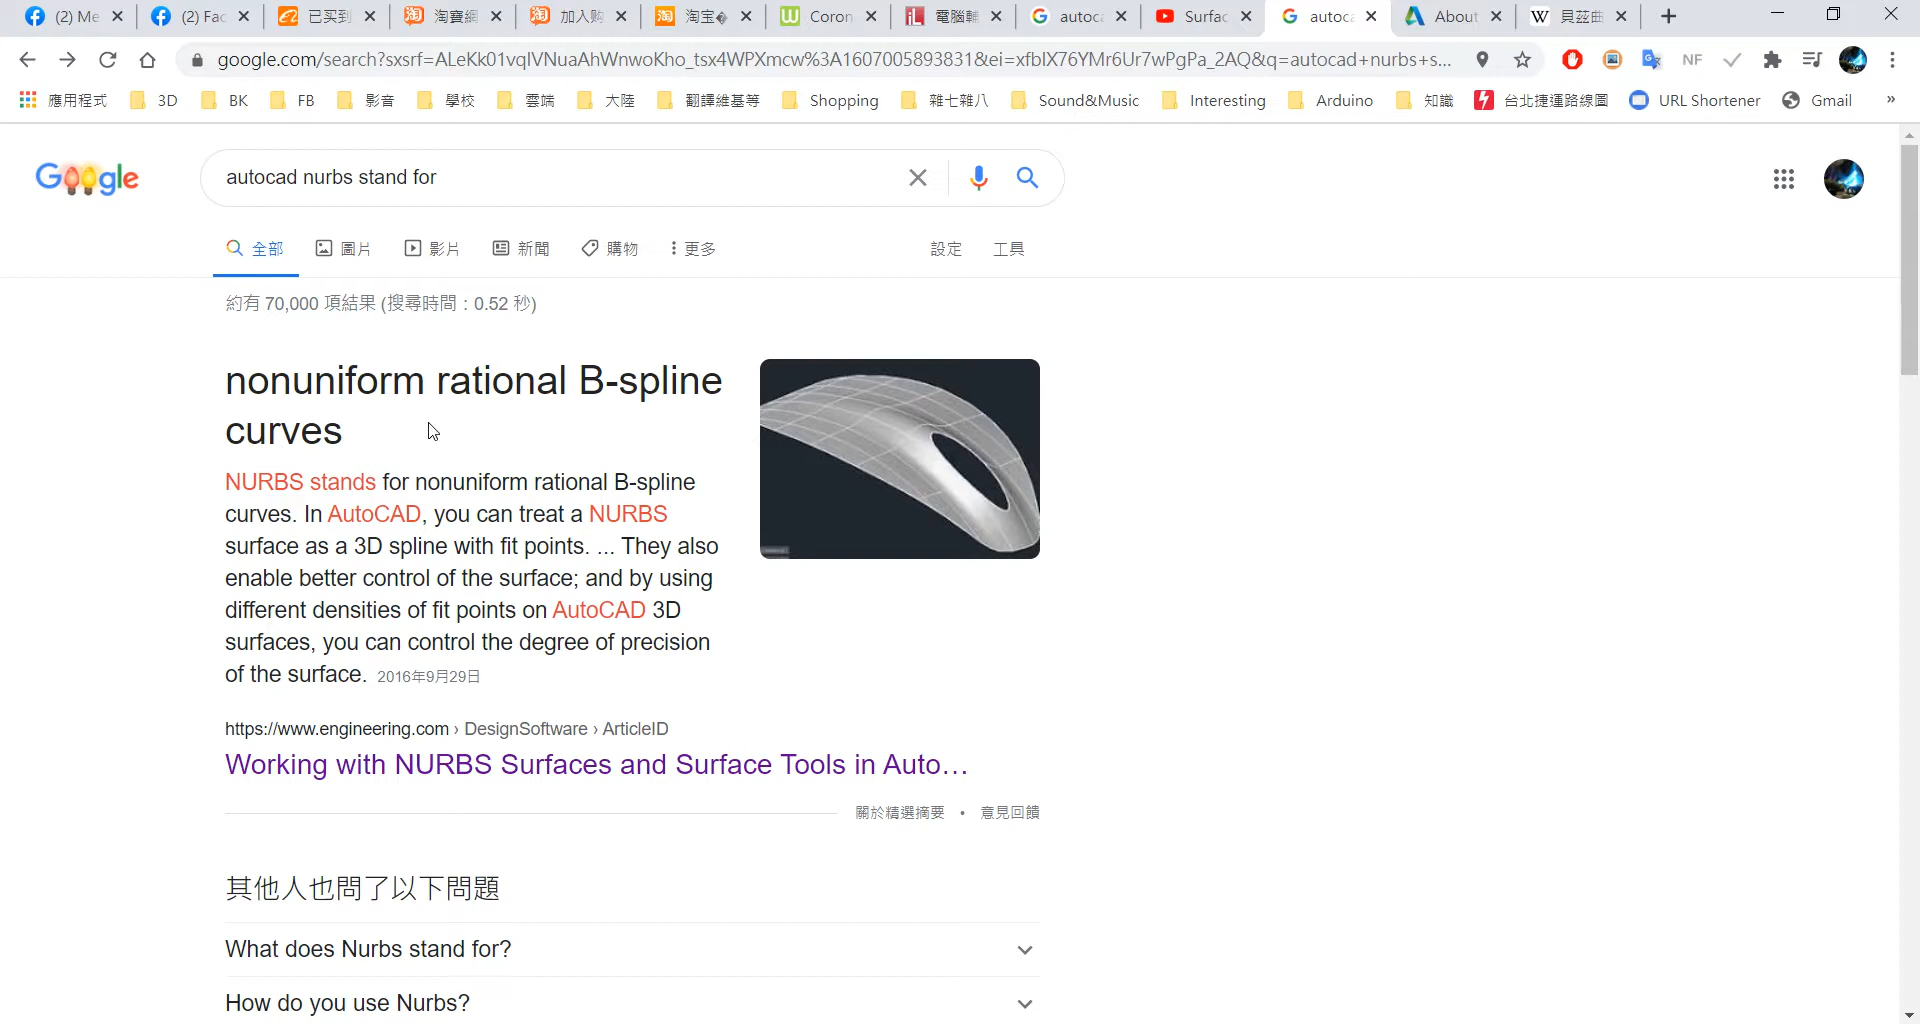 (2) Me
(2) Fac
已买到
淘寶網
加入购
淘宝
Coron
電腦輔
autoca
Surfac
autoca
About
貝茲曲
google.com/search?sxsrf=ALeKk01vqlVNuaAhWnwoKho_tsx4WPXmcw%3A1607005893831&ei=xfbIX76YMr6Ur7wPgPa_2AQ&q=autocad+nurbs+s...
NF
應用程式
3D
BK
FB
影音
學校
雲端
大陸
翻譯維基等
Shopping
雜七雜八
Sound&Music
Interesting
Arduino
知識
台北捷運路線圖
URL Shortener
Gmail
»
Google
autocad nurbs stand for
全部
圖片
影片
新聞
購物
更多
設定
工具
約有 70,000 項結果 (搜尋時間：0.52 秒)
nonuniform rational B-spline
curves
NURBS stands for nonuniform rational B-spline
curves. In AutoCAD, you can treat a NURBS
surface as a 3D spline with fit points. ... They also
enable better control of the surface; and by using
different densities of fit points on AutoCAD 3D
surfaces, you can control the degree of precision
of the surface. 2016年9月29日
https://www.engineering.com › DesignSoftware › ArticleID
Working with NURBS Surfaces and Surface Tools in Auto…
關於精選摘要 • 意見回饋
其他人也問了以下問題
What does Nurbs stand for?
How do you use Nurbs?